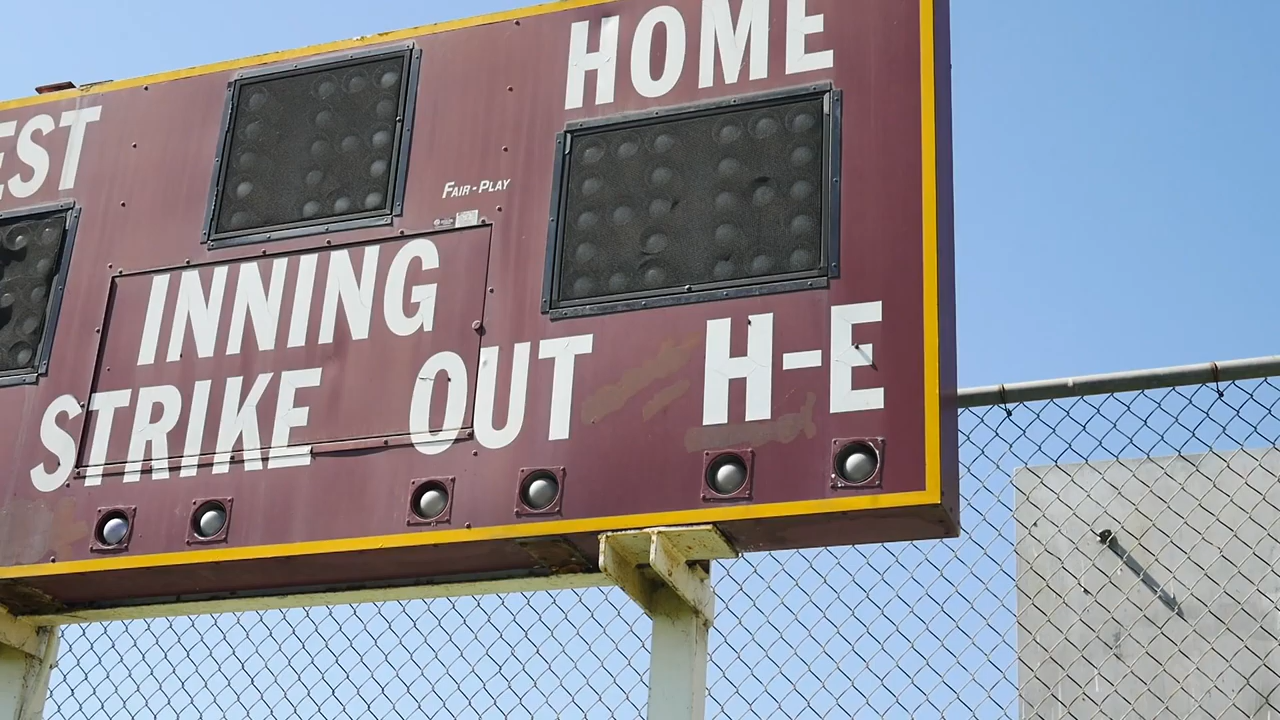 HOME
EST
FAIR-PLAY
INNING
STRIKE OUT H-E